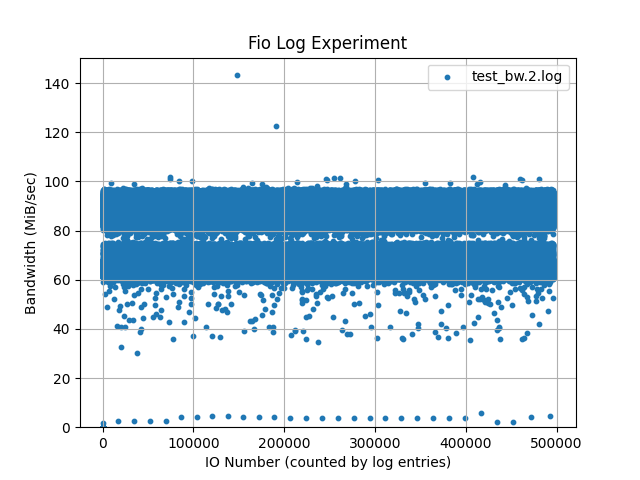 Fio Log Experiment
test_bw.2.log
140
120
100
80
60
40
20
0
Bandwidth (MiB/sec)
0 100000 200000 300000 400000 500000
IO Number (counted by log entries)